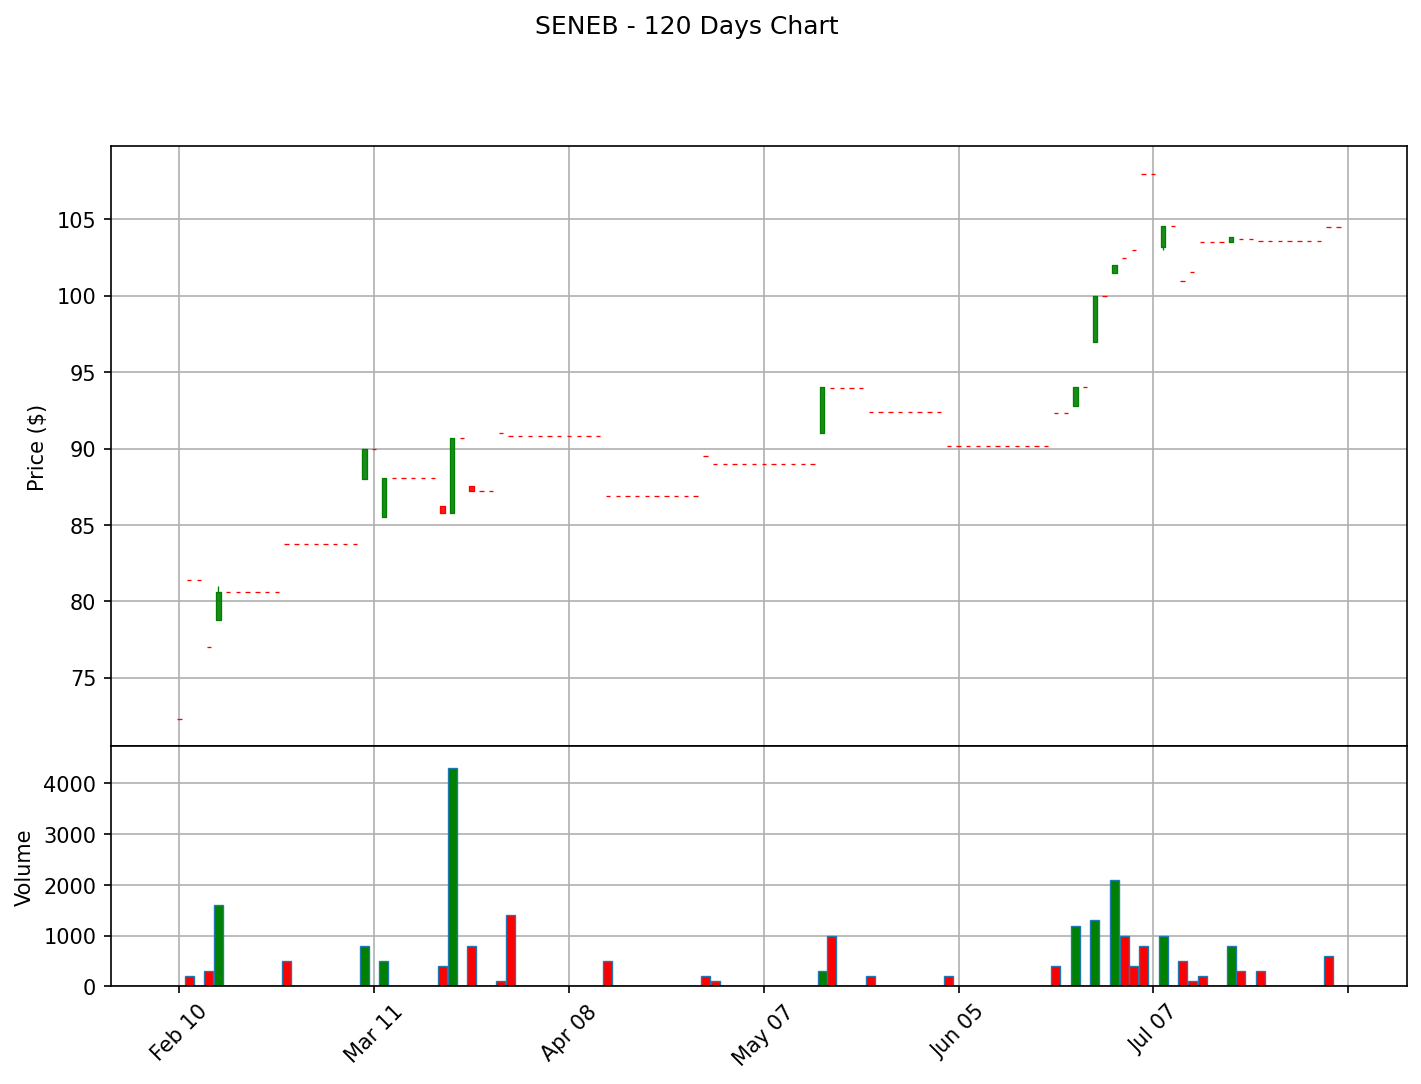 SENEB - 120 Days Chart
Price ($)
105
100
95
90
85
80
75
Volume
4000
3000
2000
1000
0
Feb 10
Mar 11
Apr 08
May 07
Jun 05
Jul 07